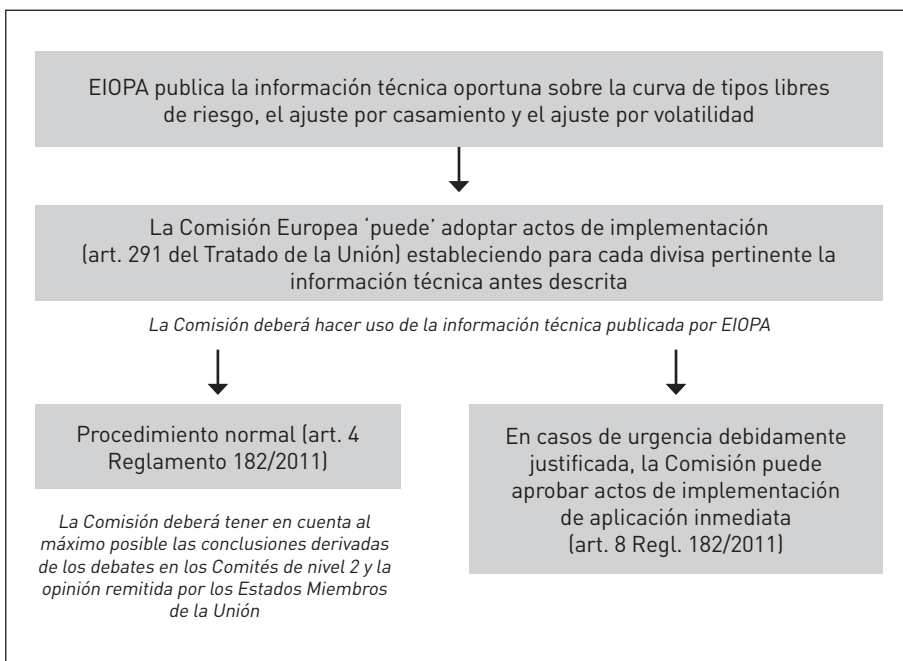 EIOPA publica la información técnica oportuna sobre la curva de tipos libres
de riesgo, el ajuste por casamiento y el ajuste por volatilidad
La Comisión Europea ‘puede’ adoptar actos de implementación
(art. 291 del Tratado de la Unión) estableciendo para cada divisa pertinente la
información técnica antes descrita
La Comisión deberá hacer uso de la información técnica publicada por EIOPA
Procedimiento normal (art. 4
Reglamento 182/2011)
La Comisión deberá tener en cuenta al
máximo posible las conclusiones derivadas
de los debates en los Comités de nivel 2 y la
opinión remitida por los Estados Miembros
de la Unión
En casos de urgencia debidamente
justificada, la Comisión puede
aprobar actos de implementación
de aplicación inmediata
(art. 8 Regl. 182/2011)